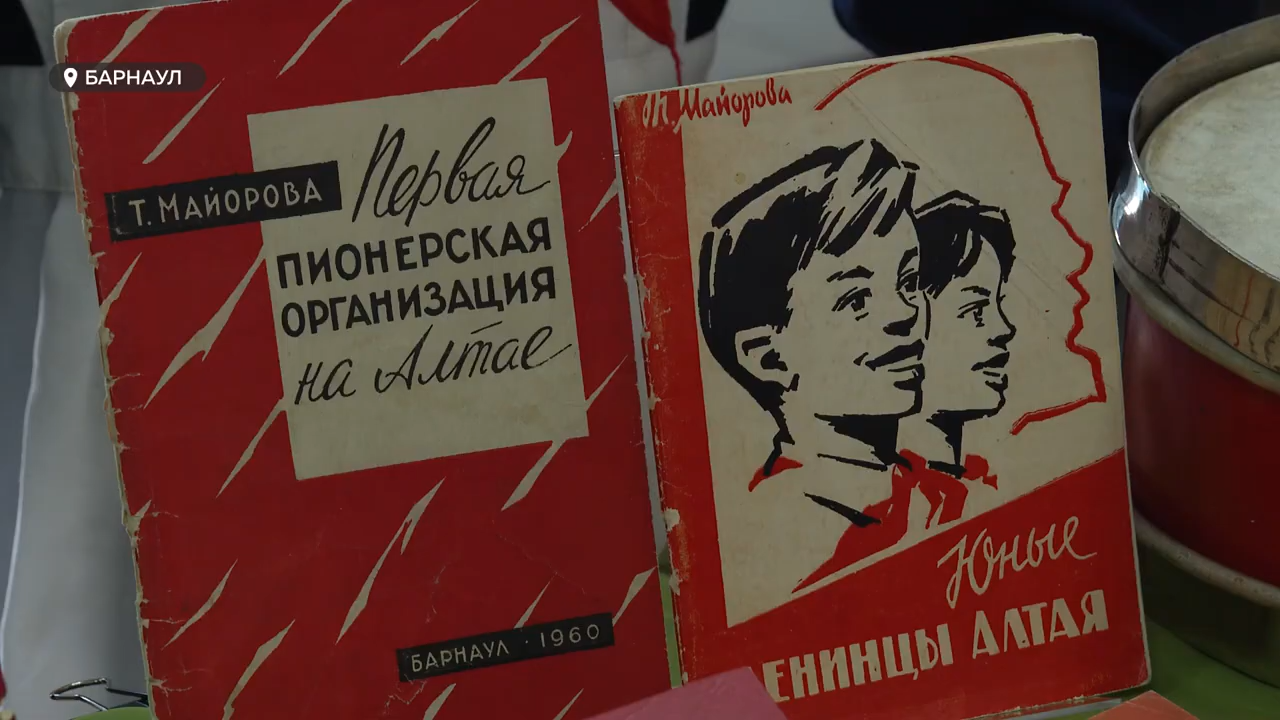 БАРНАУЛ
Т. МАЙОРОВА
Первая
ПИОНЕРСКАЯ
ОРГАНИЗАЦИЯ
на Алтае
БАРНАУЛ · 1960
Т. Майорова
Юные
ЕНИНЦЫ АЛТАЯ